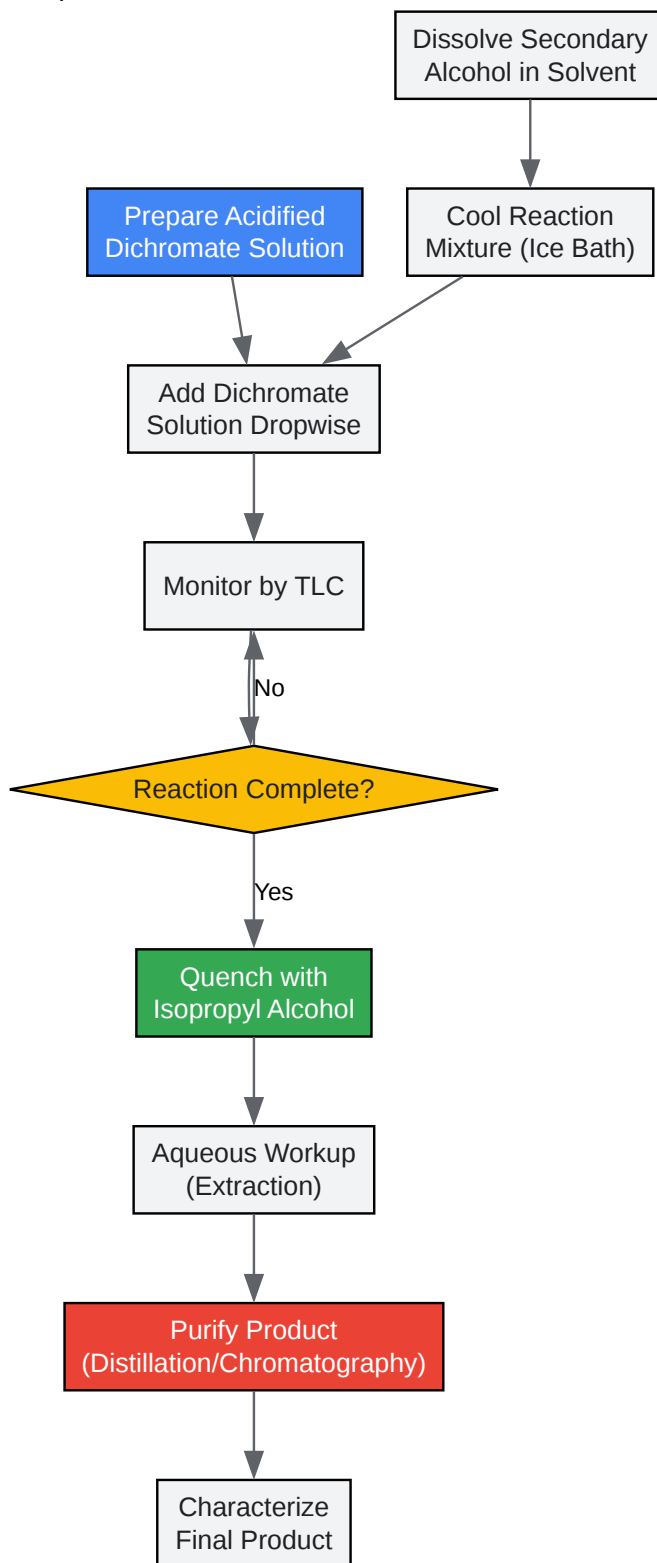 Dissolve Secondary
Alcohol in Solvent
Prepare Acidified
Dichromate Solution
Cool Reaction
Mixture (Ice Bath)
Add Dichromate
Solution Dropwise
Monitor by TLC
No
Reaction Complete?
Yes
Quench with
Isopropyl Alcohol
Aqueous Workup
(Extraction)
Purify Product
(Distillation/Chromatography)
Characterize
Final Product